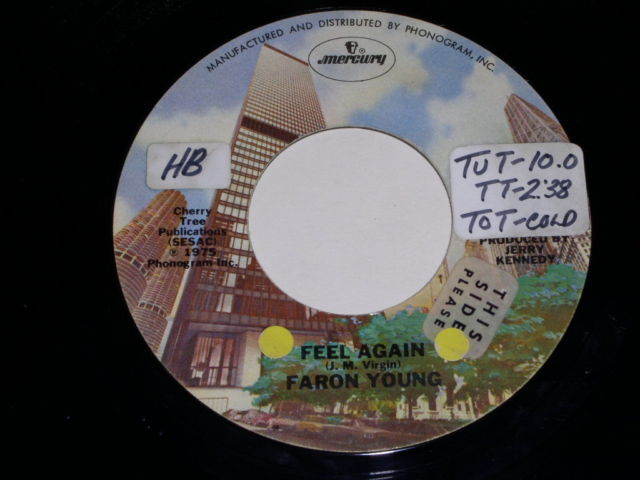 MANUFACTURED AND DISTRIBUTED BY PHONOGRAM, INC.
mercury
HB
TUT-10.0
TT-2:38
TOT-COLD
Cherry
Tree
Publications
(SESAC)
℗ 1975
Phonogram Inc.
PRODUCED BY
JERRY
KENNEDY
THIS
SIDE
PLEASE
FEEL AGAIN
(J. M. Virgin)
FARON YOUNG